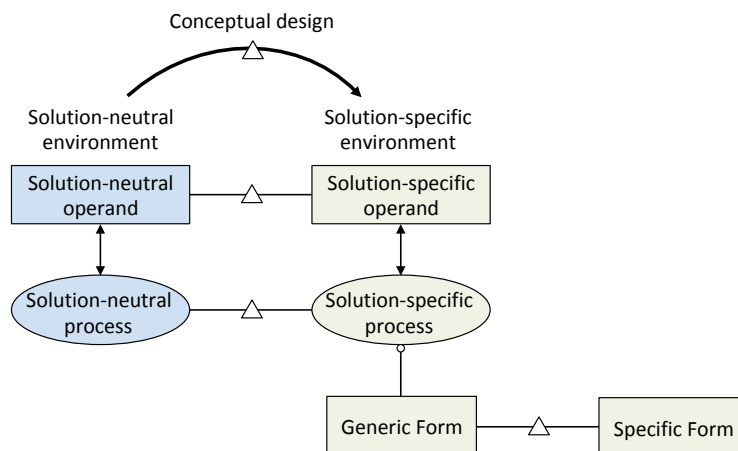 Conceptual design
Solution-neutral
environment
Solution-specific
environment
Solution-neutral
operand
Solution-specific
operand
Solution-neutral
process
Solution-specific
process
Generic Form
Specific Form